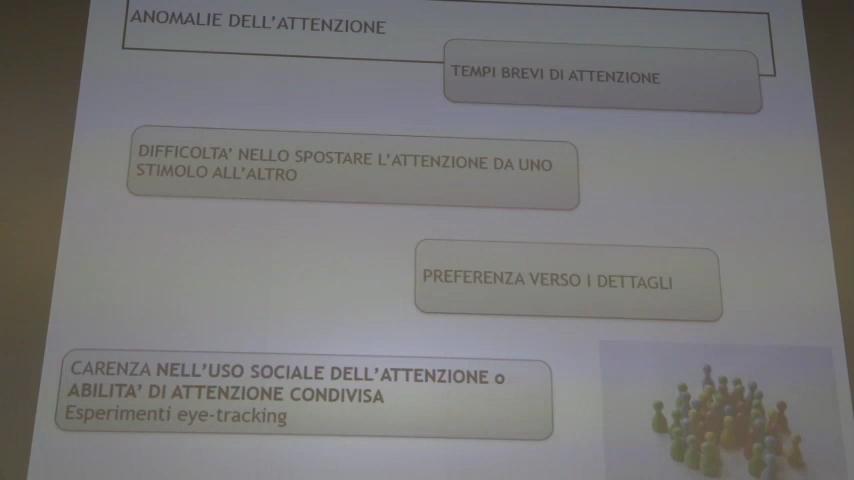 ANOMALIE DELL'ATTENZIONE
TEMPI BREVI DI ATTENZIONE
DIFFICOLTA' NELLO SPOSTARE L'ATTENZIONE DA UNO
STIMOLO ALL'ALTRO
PREFERENZA VERSO I DETTAGLI
CARENZA NELL'USO SOCIALE DELL'ATTENZIONE o
ABILITA' DI ATTENZIONE CONDIVISA
Esperimenti eye-tracking